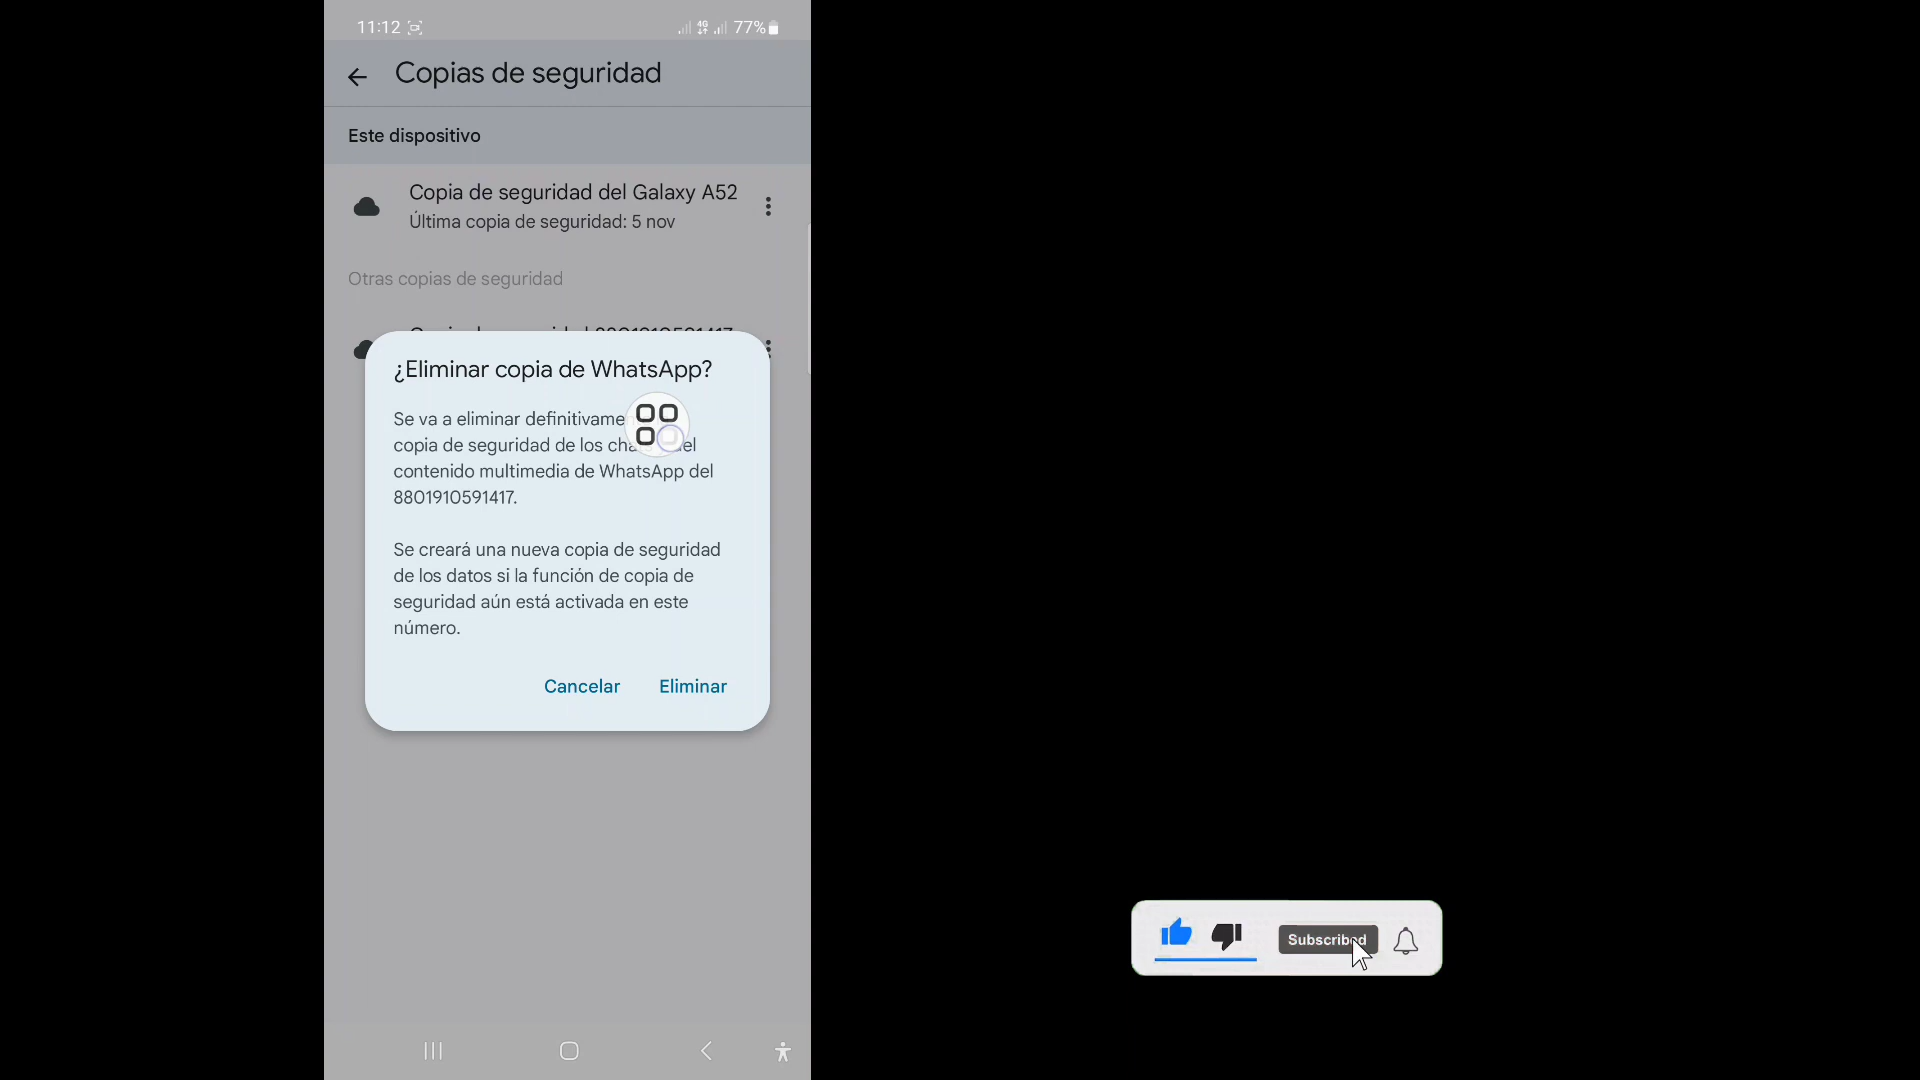 11:12
4G 77%
Copias de seguridad
Este dispositivo
Copia de seguridad del Galaxy A52
Última copia de seguridad: 5 nov
Otras copias de seguridad
¿Eliminar copia de WhatsApp?
Se va a eliminar
copia de seguridad de los del
contenido multimedia de WhatsApp del
8801910591417.
Se creará una nueva copia de seguridad
de los datos si la función de copia de
seguridad aún está activada en este
número.
Cancelar Eliminar
Subscribed